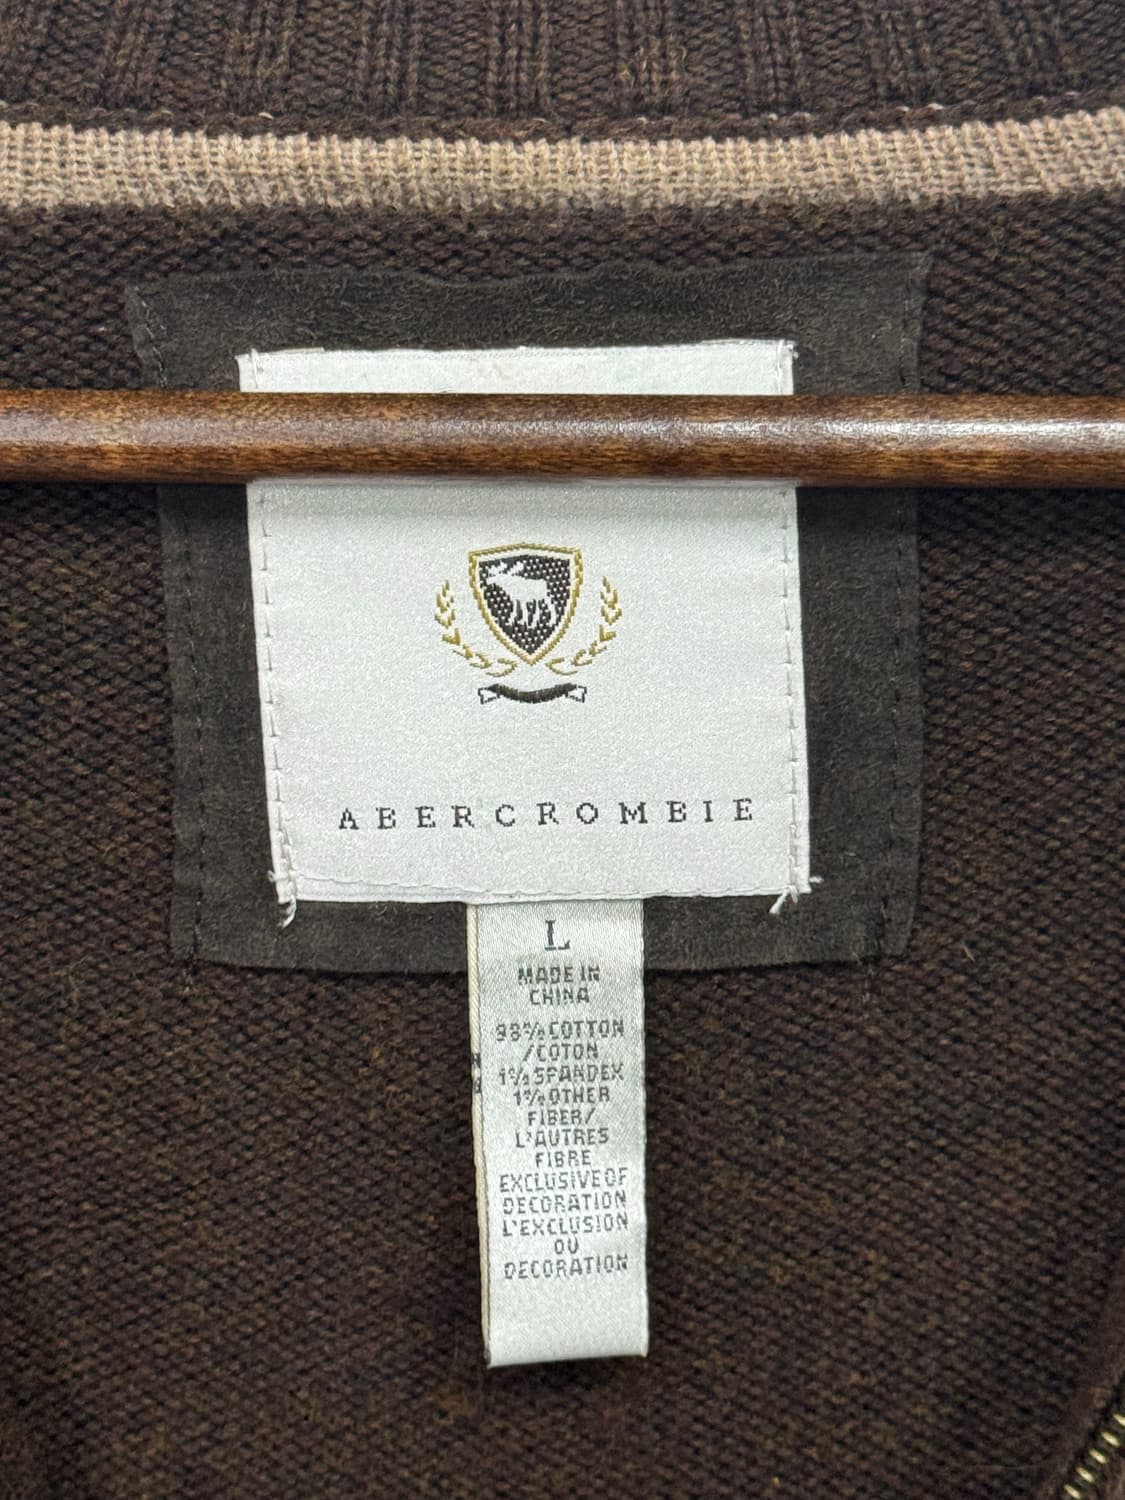 ABERCROMBIE
L
MADE IN
CHINA
98% COTTON
/COTON
1% SPANDEX
1% OTHER
FIBER/
L'AUTRES
FIBRE
EXCLUSIVE OF
DECORATION
L'EXCLUSION
OU
DECORATION